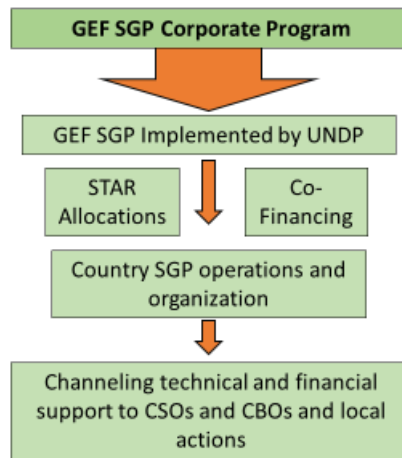 GEF SGP Corporate Program
GEF SGP Implemented by UNDP
STAR
Allocations
Co-
Financing
Country SGP operations and
organization
Channeling technical and financial
support to CSOs and CBOs and local
actions